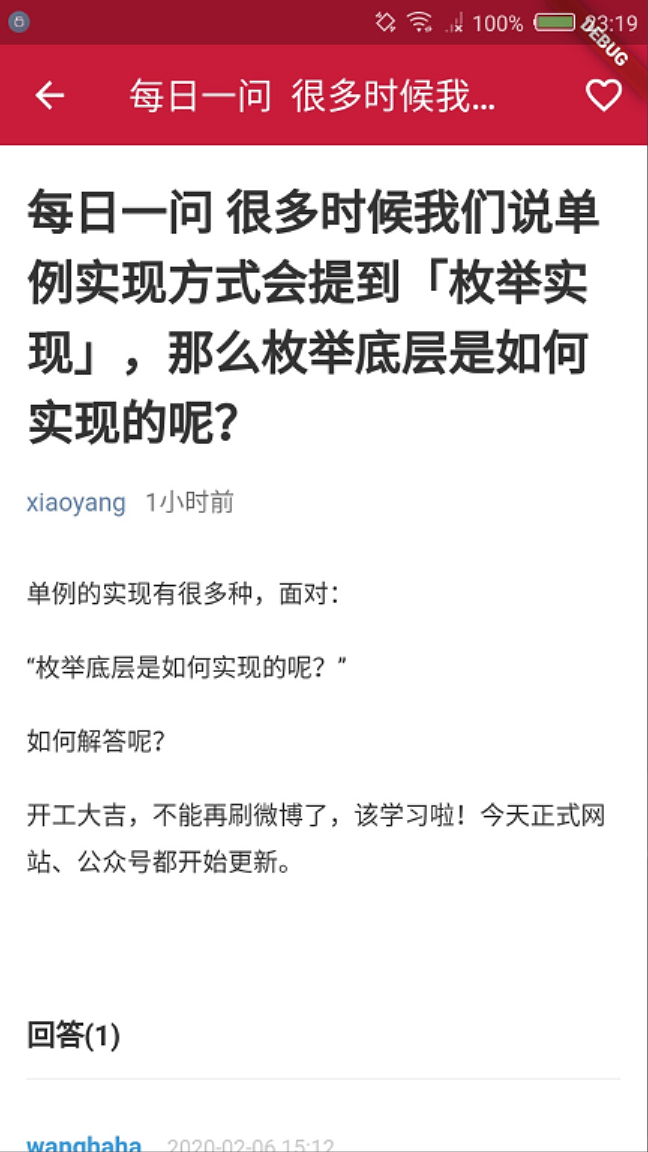 100%
23:19
DEBUG
每日一问 很多时候我...
每日一问 很多时候我们说单
例实现方式会提到「枚举实
现」，那么枚举底层是如何
实现的呢？
xiaoyang 1小时前
单例的实现有很多种，面对：
“枚举底层是如何实现的呢？”
如何解答呢？
开工大吉，不能再刷微博了，该学习啦！今天正式网
站、公众号都开始更新。
回答(1)
wanghaha 2020-02-06 15:12